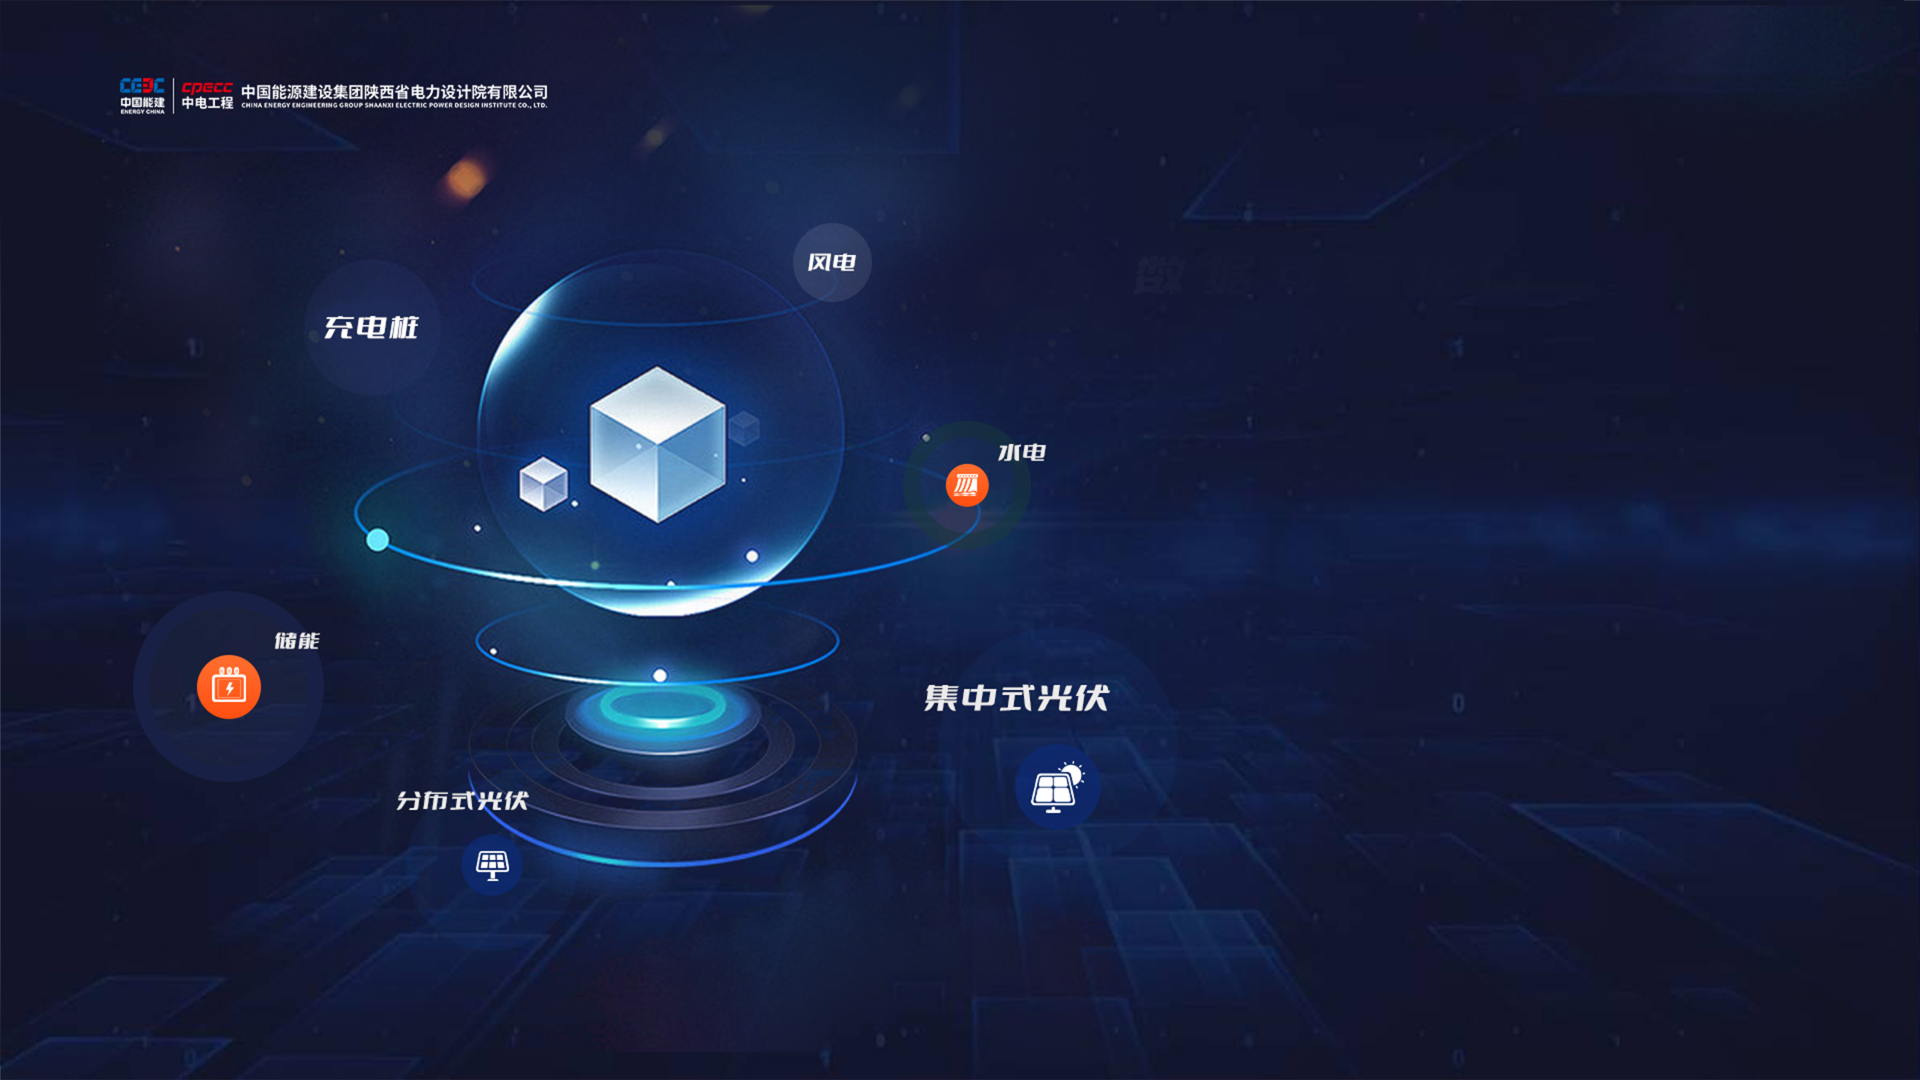 CEEC
中国能建
ENERGY CHINA
CPECC
中电工程
中国能源建设集团陕西省电力设计院有限公司
CHINA ENERGY ENGINEERING GROUP SHAANXI ELECTRIC POWER DESIGN INSTITUTE CO., LTD.
风电
数据
充电桩
水电
储能
集中式光伏
分布式光伏